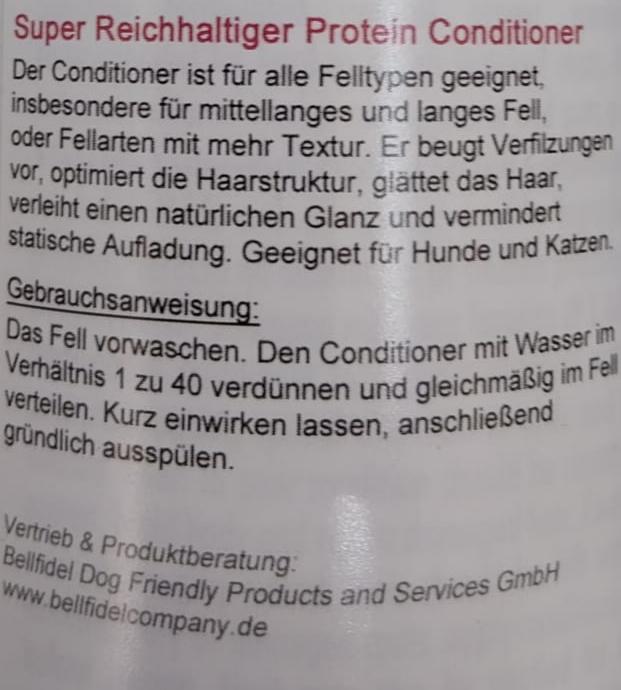 Super Reichhaltiger Protein Conditioner
Der Conditioner ist für alle Felltypen geeignet,
insbesondere für mittellanges und langes Fell,
oder Fellarten mit mehr Textur. Er beugt Verfilzungen
vor, optimiert die Haarstruktur, glättet das Haar,
verleiht einen natürlichen Glanz und vermindert
statische Aufladung. Geeignet für Hunde und Katzen.
Gebrauchsanweisung:
Das Fell vorwaschen. Den Conditioner mit Wasser im
Verhältnis 1 zu 40 verdünnen und gleichmäßig im Fell
verteilen. Kurz einwirken lassen, anschließend
gründlich ausspülen.
Vertrieb & Produktberatung:
Bellfidel Dog Friendly Products and Services GmbH
www.bellfidelcompany.de